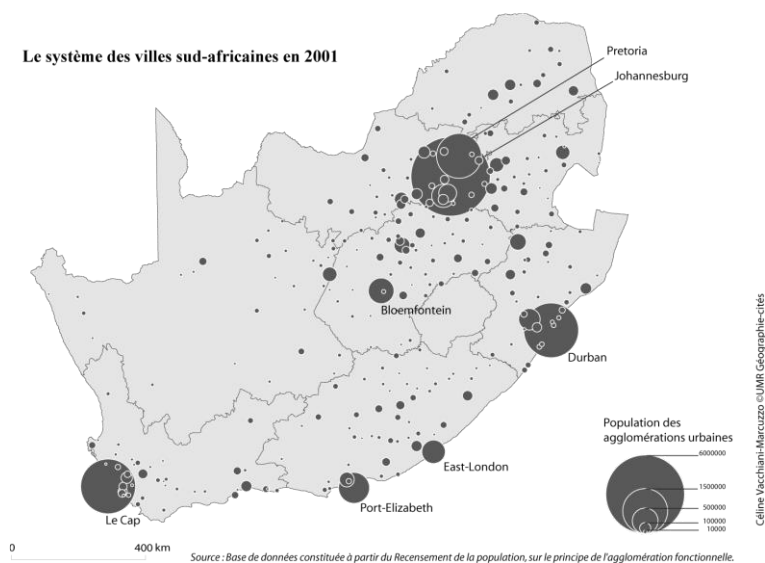 Le système des villes sud-africaines en 2001
Pretoria
Johannesburg
Bloemfontein
Durban
East-London
Port-Elizabeth
Le Cap
Population des
agglomérations urbaines
6000000
1500000
500000
100000
10000
0 400 km
Source : Base de données constituée à partir du Recensement de la population, sur le principe de l'agglomération fonctionnelle.
Céline Vacchiani-Marcuzzo ©UMR Géographie-cités